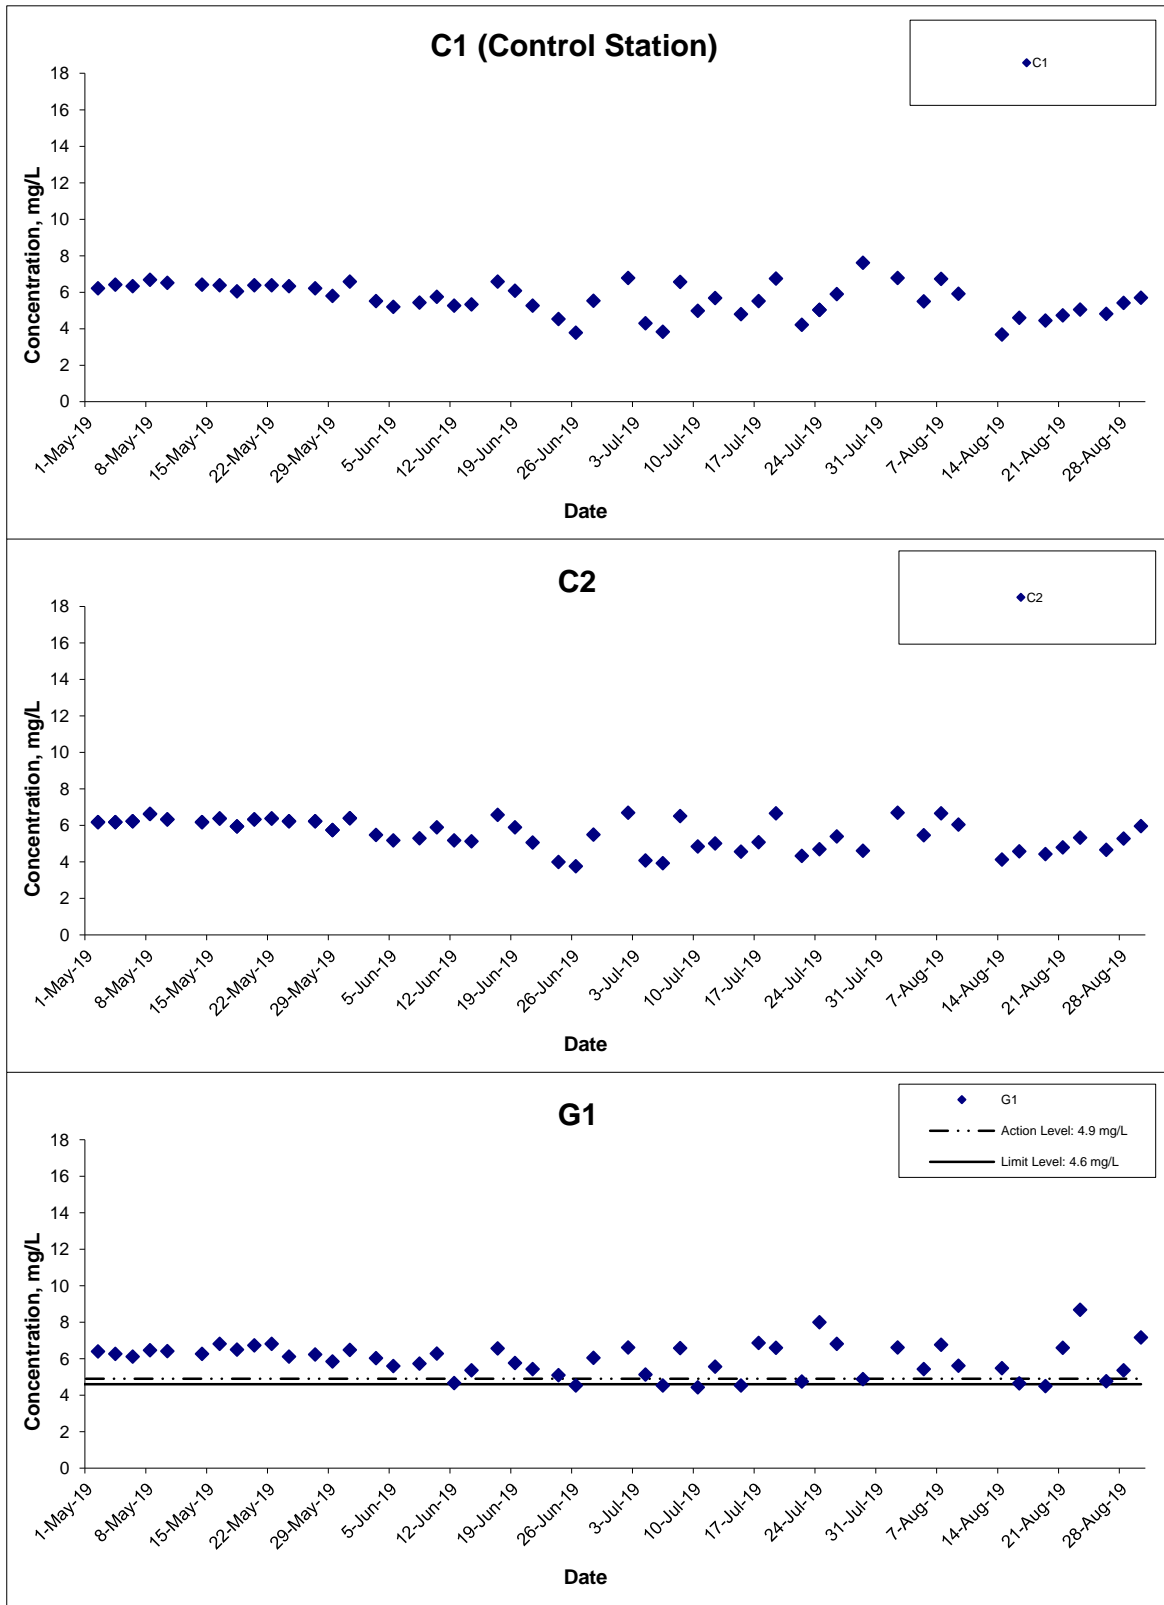 C1 (Control Station)
C1
Concentration, mg/L
18
16
14
12
10
8
6
4
2
0
1-May-19
8-May-19
15-May-19
22-May-19
29-May-19
5-Jun-19
12-Jun-19
19-Jun-19
26-Jun-19
3-Jul-19
10-Jul-19
17-Jul-19
24-Jul-19
31-Jul-19
7-Aug-19
14-Aug-19
21-Aug-19
28-Aug-19
Date
C2
C2
Concentration, mg/L
18
16
14
12
10
8
6
4
2
0
1-May-19
8-May-19
15-May-19
22-May-19
29-May-19
5-Jun-19
12-Jun-19
19-Jun-19
26-Jun-19
3-Jul-19
10-Jul-19
17-Jul-19
24-Jul-19
31-Jul-19
7-Aug-19
14-Aug-19
21-Aug-19
28-Aug-19
Date
G1
G1
Action Level: 4.9 mg/L
Limit Level: 4.6 mg/L
Concentration, mg/L
18
16
14
12
10
8
6
4
2
0
1-May-19
8-May-19
15-May-19
22-May-19
29-May-19
5-Jun-19
12-Jun-19
19-Jun-19
26-Jun-19
3-Jul-19
10-Jul-19
17-Jul-19
24-Jul-19
31-Jul-19
7-Aug-19
14-Aug-19
21-Aug-19
28-Aug-19
Date